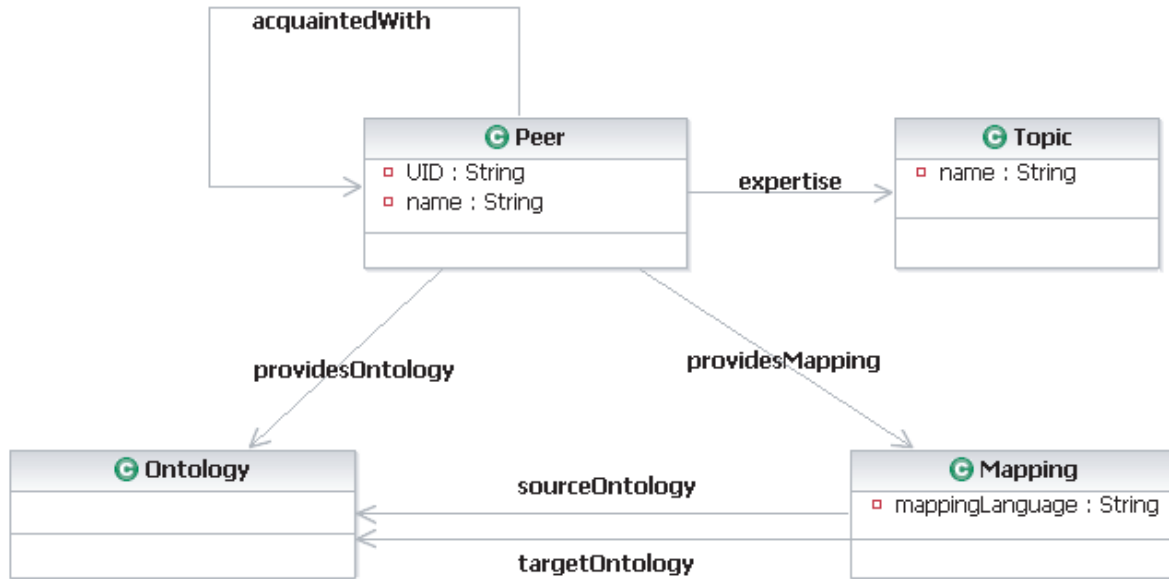 acquaintedWith
Peer
UID : String
name : String
expertise
Topic
name : String
providesOntology
providesMapping
Ontology
sourceOntology
targetOntology
Mapping
mappingLanguage : String